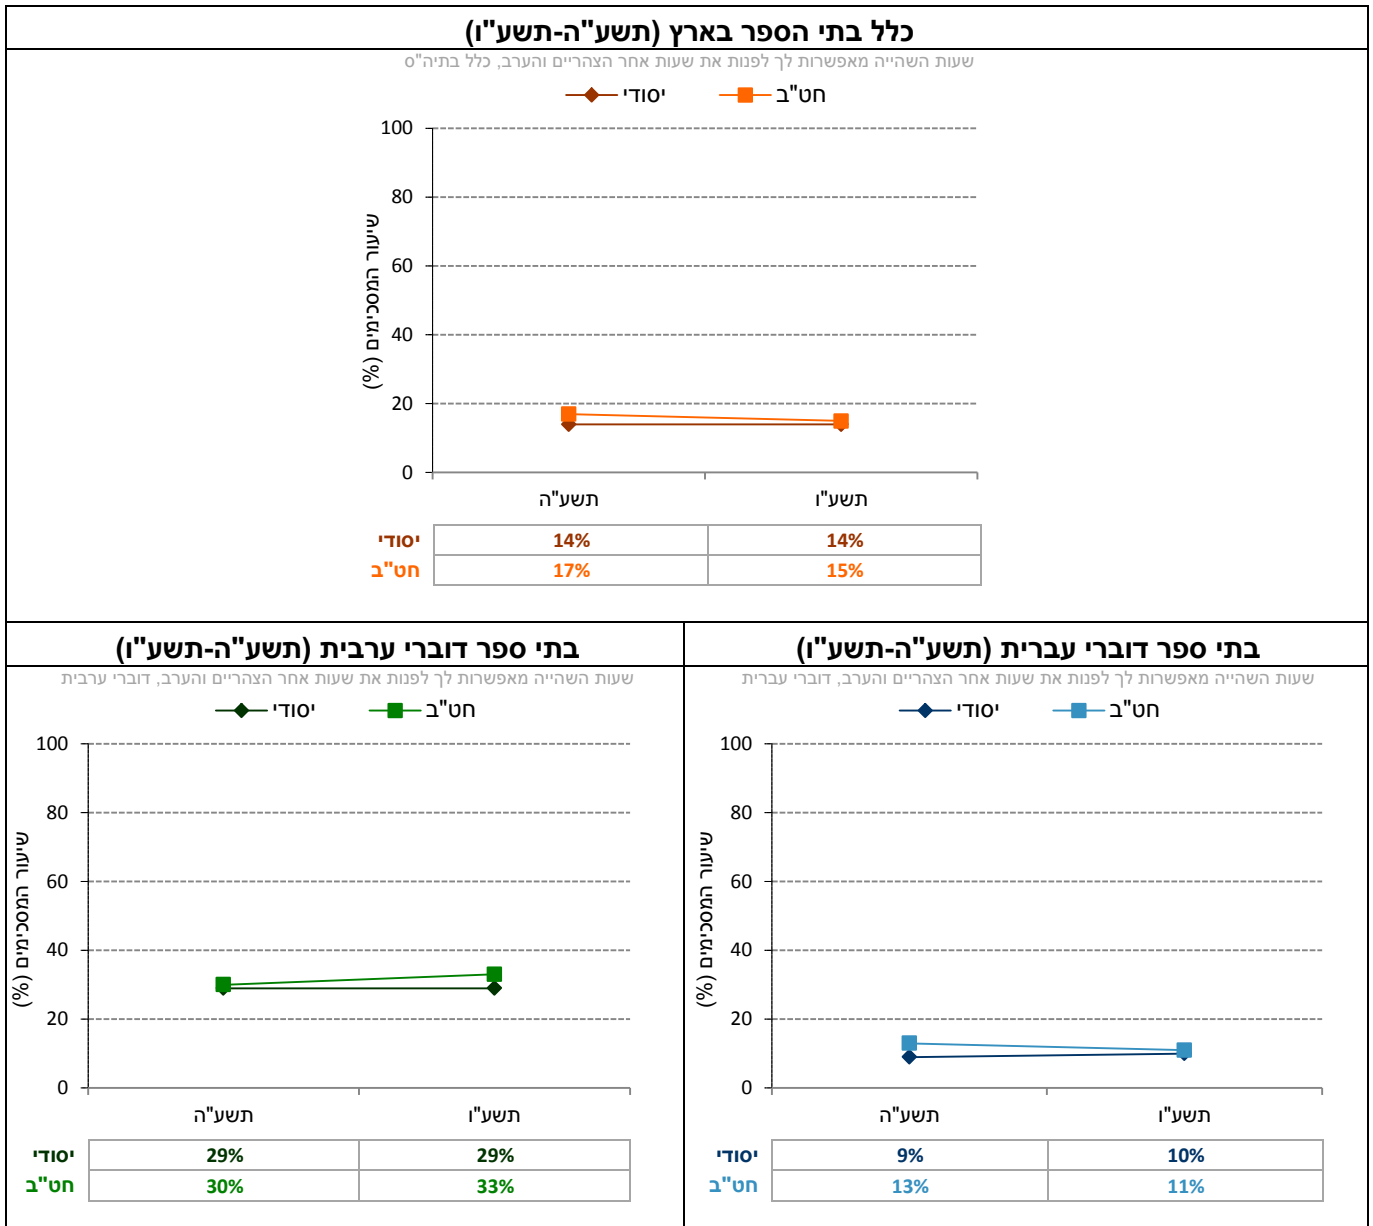 כלל בתי הספר בארץ (תשע"ה-תשע"ו)
שעות השהייה מאפשרות לך לפנות את שעות אחר הצהריים והערב, כלל בתיה"ס
יסודי חט"ב
שיעור המסכימים (%)
100
80
60
40
20
0
תשע"ה תשע"ו
יסודי 14% 14%
חט"ב 17% 15%
בתי ספר דוברי עברית (תשע"ה-תשע"ו)
שעות השהייה מאפשרות לך לפנות את שעות אחר הצהריים והערב, דוברי עברית
יסודי חט"ב
שיעור המסכימים (%)
100
80
60
40
20
0
תשע"ה תשע"ו
יסודי 9% 10%
חט"ב 13% 11%
בתי ספר דוברי ערבית (תשע"ה-תשע"ו)
שעות השהייה מאפשרות לך לפנות את שעות אחר הצהריים והערב, דוברי ערבית
יסודי חט"ב
שיעור המסכימים (%)
100
80
60
40
20
0
תשע"ה תשע"ו
יסודי 29% 29%
חט"ב 30% 33%